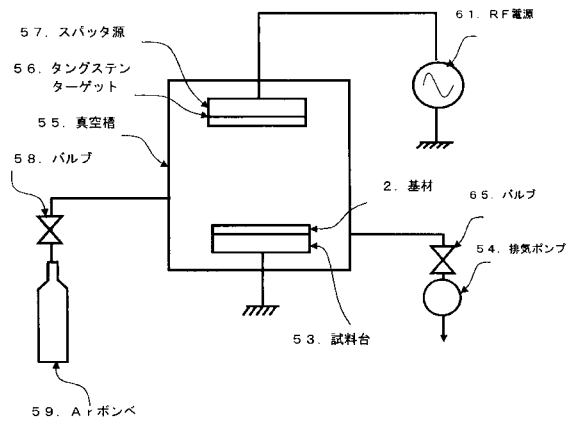 61. RF電源
57. スパッタ源
56. タングステン
ターゲット
55. 真空槽
58. バルブ
2. 基材
65. バルブ
54. 排気ポンプ
53. 試料台
59. Arボンベ